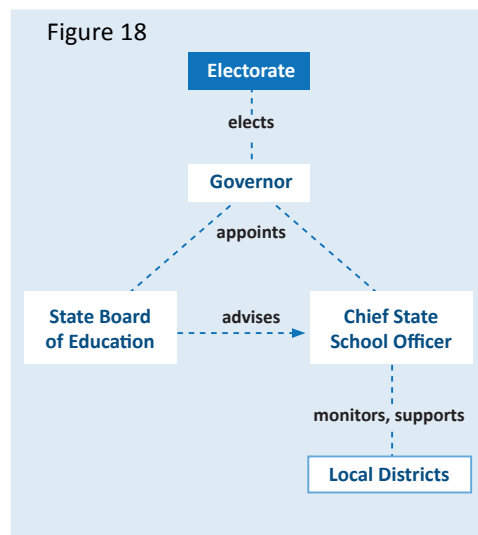 Figure 18
Electorate
elects
Governor
appoints
State Board
of Education
advises
Chief State
School Officer
monitors, supports
Local Districts